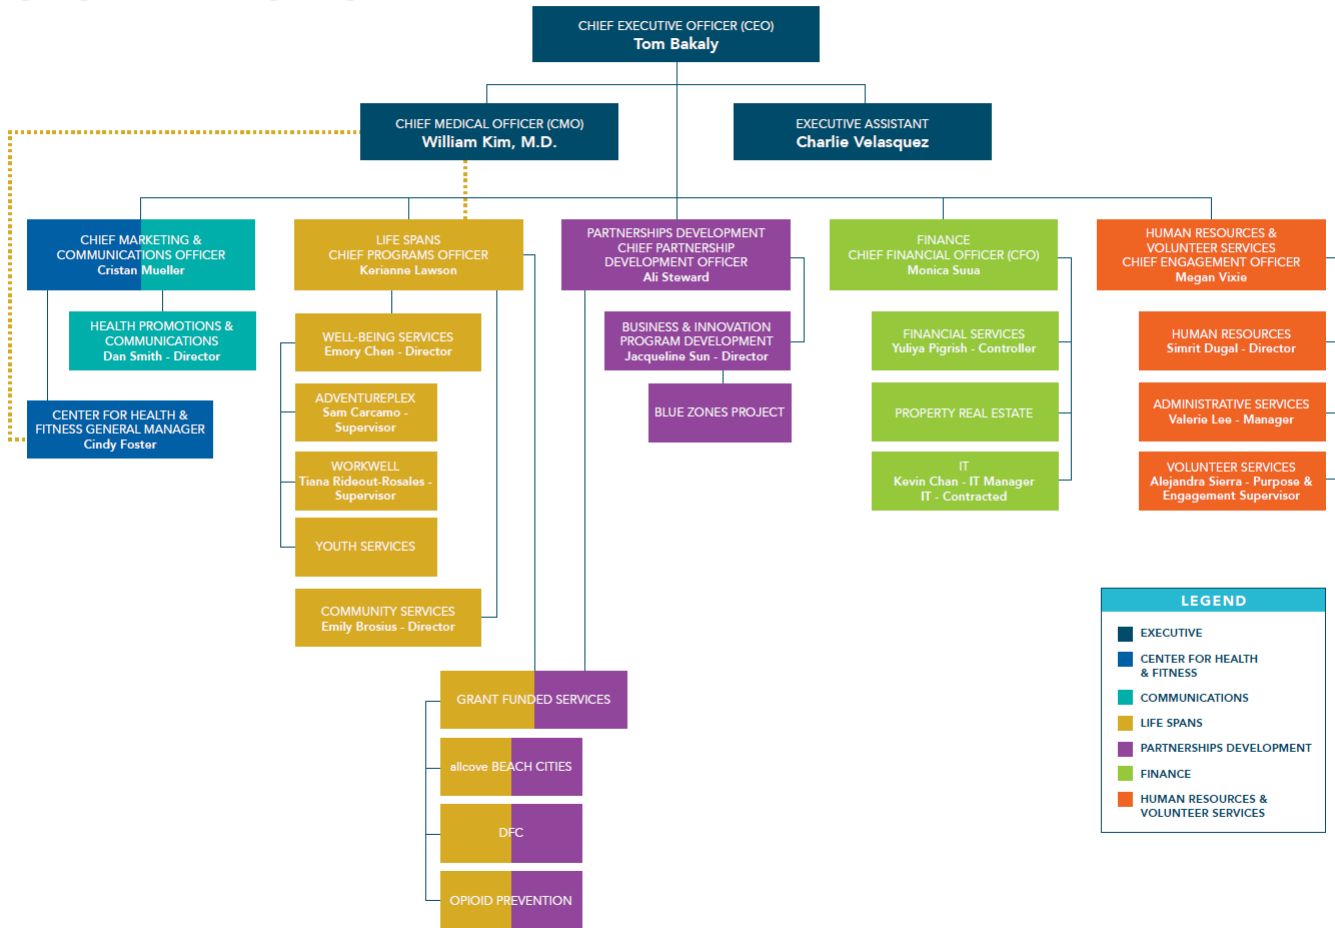 CHIEF EXECUTIVE OFFICER (CEO)
Tom Bakaly
CHIEF MEDICAL OFFICER (CMO)
William Kim, M.D.
EXECUTIVE ASSISTANT
Charlie Velasquez
CHIEF MARKETING &
COMMUNICATIONS OFFICER
Cristan Mueller
LIFE SPANS
CHIEF PROGRAMS OFFICER
Kerianne Lawson
PARTNERSHIPS DEVELOPMENT
CHIEF PARTNERSHIP
DEVELOPMENT OFFICER
Ali Steward
FINANCE
CHIEF FINANCIAL OFFICER (CFO)
Monica Suua
HUMAN RESOURCES &
VOLUNTEER SERVICES
CHIEF ENGAGEMENT OFFICER
Megan Vixie
HEALTH PROMOTIONS &
COMMUNICATIONS
Dan Smith - Director
CENTER FOR HEALTH &
FITNESS GENERAL MANAGER
Cindy Foster
WELL-BEING SERVICES
Emory Chen - Director
ADVENTUREPLEX
Sam Carcamo -
Supervisor
WORKWELL
Tiana Rideout-Rosales -
Supervisor
YOUTH SERVICES
COMMUNITY SERVICES
Emily Brosius - Director
BUSINESS & INNOVATION
PROGRAM DEVELOPMENT
Jacqueline Sun - Director
BLUE ZONES PROJECT
FINANCIAL SERVICES
Yuliya Pigrish - Controller
PROPERTY REAL ESTATE
IT
Kevin Chan - IT Manager
IT - Contracted
HUMAN RESOURCES
Simrit Dugal - Director
ADMINISTRATIVE SERVICES
Valerie Lee - Manager
VOLUNTEER SERVICES
Alejandra Sierra - Purpose &
Engagement Supervisor
GRANT FUNDED SERVICES
allcove BEACH CITIES
DFC
OPIOID PREVENTION
LEGEND
EXECUTIVE
CENTER FOR HEALTH
& FITNESS
COMMUNICATIONS
LIFE SPANS
PARTNERSHIPS DEVELOPMENT
FINANCE
HUMAN RESOURCES &
VOLUNTEER SERVICES